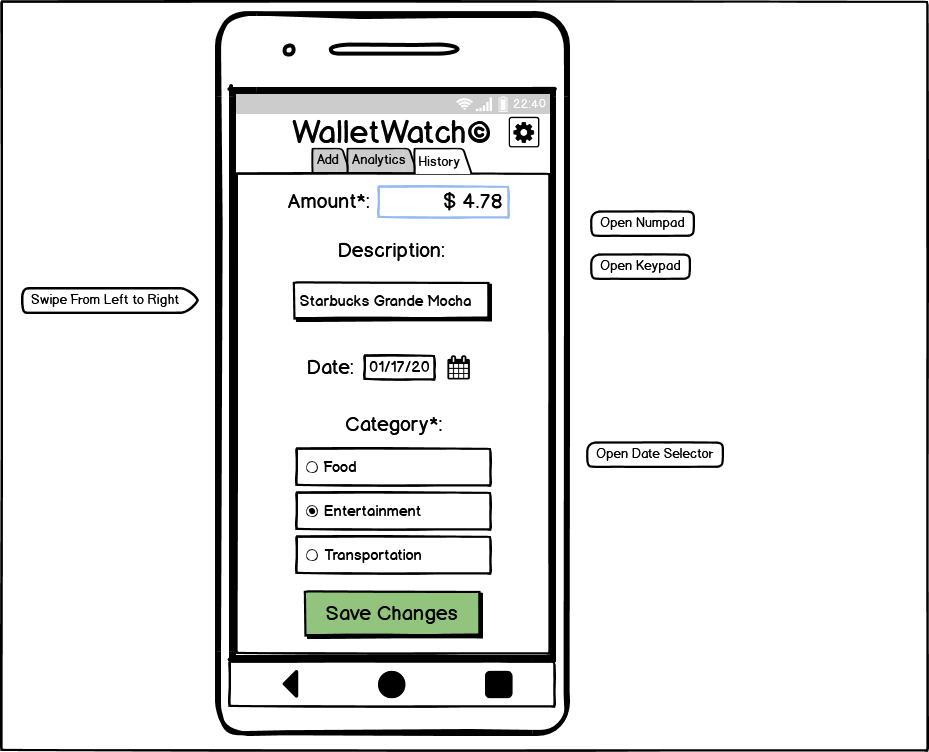 22:40
WalletWatch©
Add Analytics History
Amount*: $ 4.78
Open Numpad
Description:
Open Keypad
Swipe From Left to Right
Starbucks Grande Mocha
Date: 01/17/20
Category*:
Open Date Selector
Food
Entertainment
Transportation
Save Changes